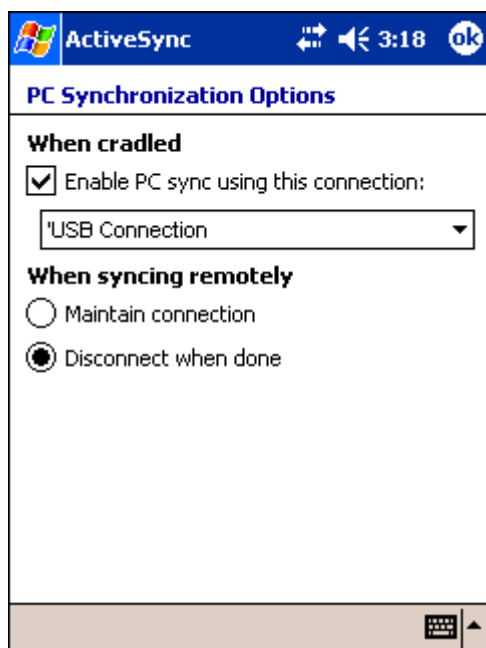 ActiveSync 3:18 ok
PC Synchronization Options
When cradled
Enable PC sync using this connection:
'USB Connection
When syncing remotely
Maintain connection
Disconnect when done